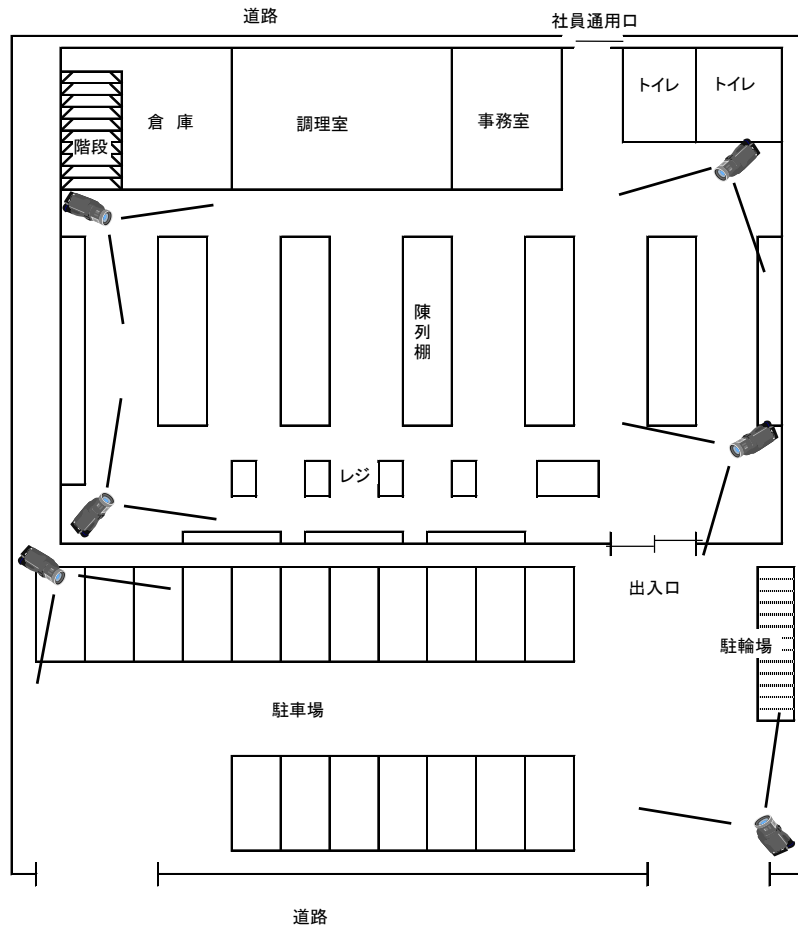 道路
社員通用口
トイレ
トイレ
倉 庫
調理室
事務室
階段
陳列棚
レジ
出入口
駐輪場
駐車場
道路